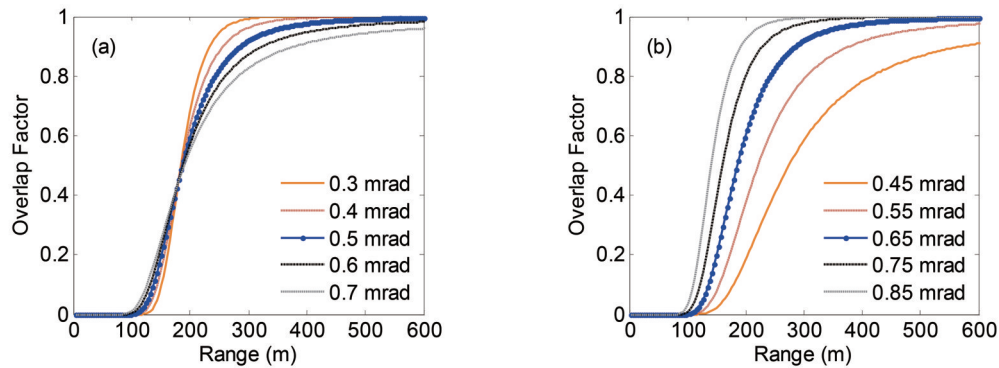 (a)
Overlap Factor
1
0.8
0.6
0.4
0.2
0
0.3 mrad
0.4 mrad
0.5 mrad
0.6 mrad
0.7 mrad
0 100 200 300 400 500 600
Range (m)
(b)
Overlap Factor
1
0.8
0.6
0.4
0.2
0
0.45 mrad
0.55 mrad
0.65 mrad
0.75 mrad
0.85 mrad
0 100 200 300 400 500 600
Range (m)